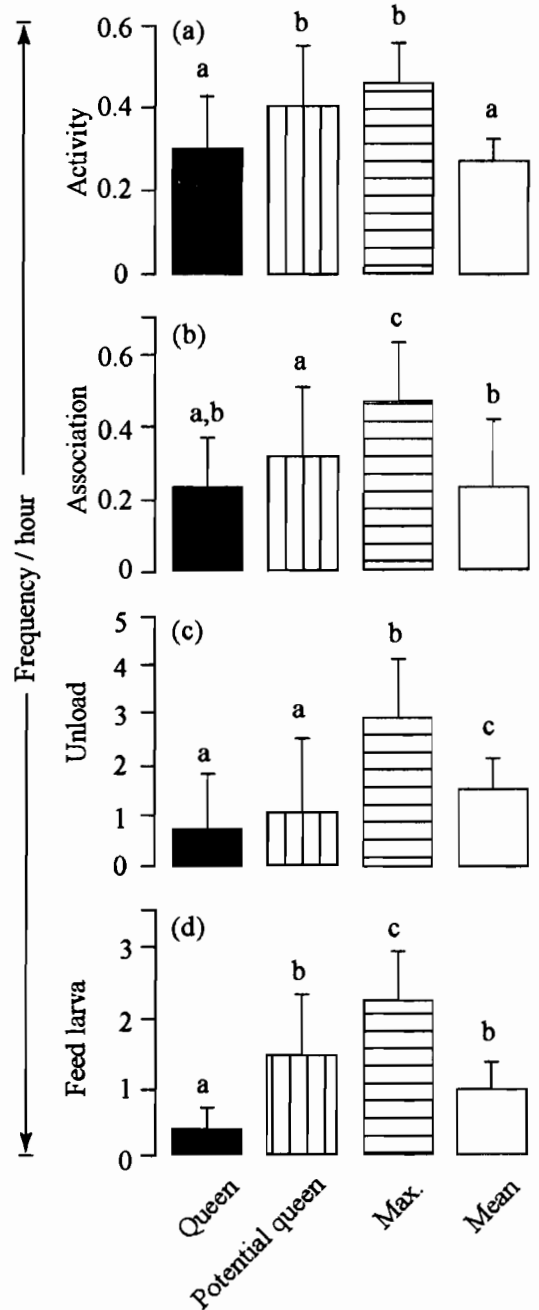 Frequency / hour
(a)
Activity
0.6
0.4
0.2
0
a
b
b
a
(b)
Association
0.6
0.4
0.2
0
a,b
a
c
b
(c)
Unload
5
4
3
2
1
0
a
a
b
c
(d)
Feed larva
3
2
1
0
a
b
c
b
Queen
Potential queen
Max.
Mean